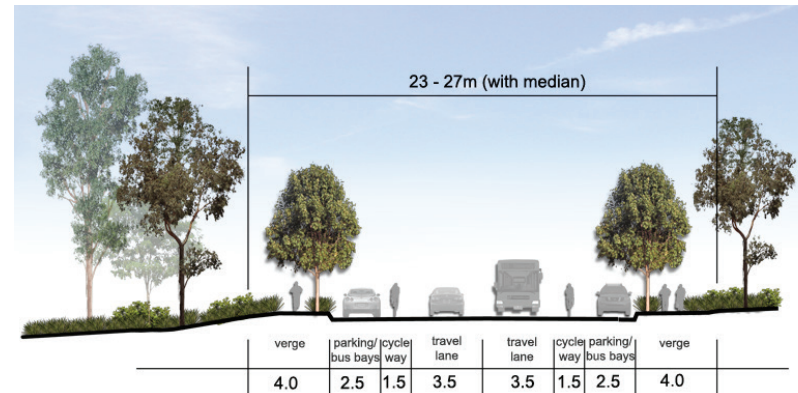 23 - 27m (with median)
verge parking/ cycle travel travel cycle parking/ verge
bus bays way lane lane way bus bays
4.0 2.5 1.5 3.5 3.5 1.5 2.5 4.0